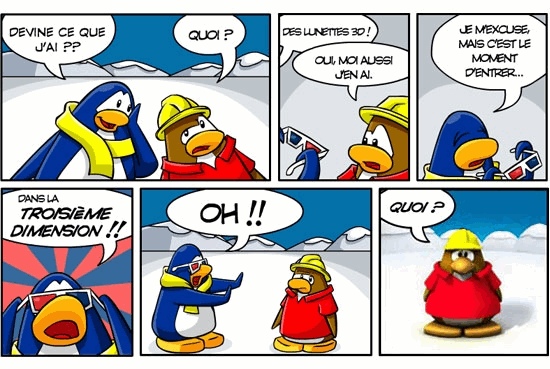 DEVINE CE QUE
J'AI ??
QUOI ?
DES LUNETTES 3D !
OUI, MOI AUSSI
J'EN AI.
JE M'EXCUSE,
MAIS C'EST LE
MOMENT
D'ENTRER...
DANS LA
TROISIÈME
DIMENSION !!
OH !!
QUOI ?